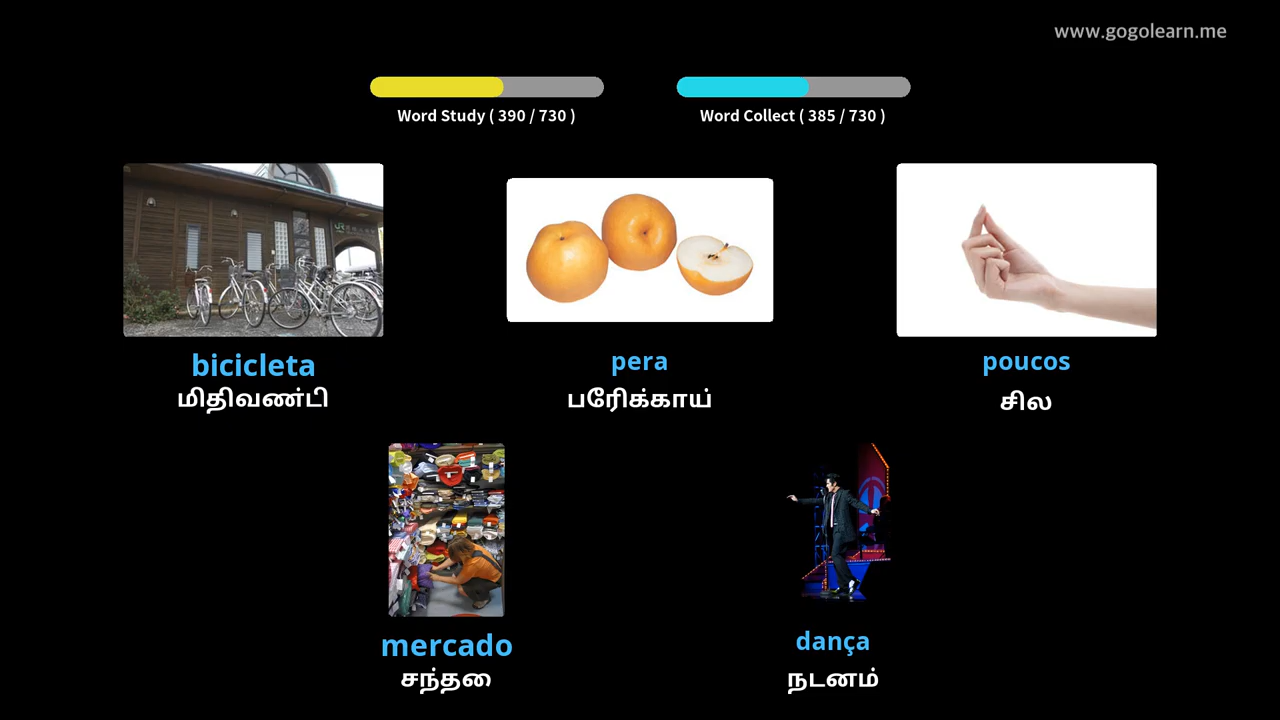 www.gogolearn.me
Word Study ( 390 / 730 )
Word Collect ( 385 / 730 )
bicicleta
மிதிவண்டி
pera
பேரிக்காய்
poucos
சில
mercado
சந்தை
dança
நடனம்